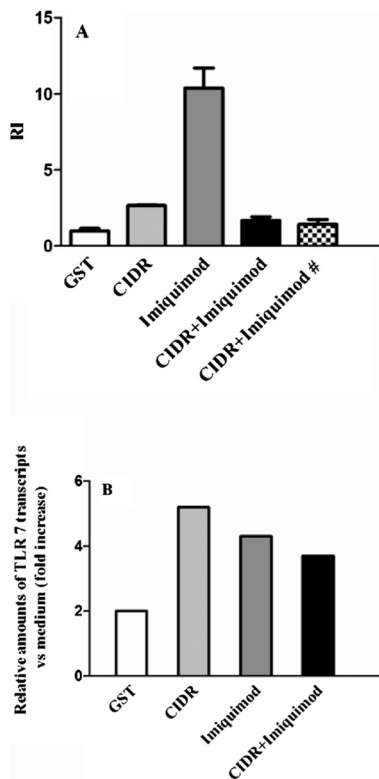 A
15
10
5
0
RI
GST
CIDR
Imiquimod
CIDR+Imiquimod
CIDR+Imiquimod #
B
6
4
2
0
Relative amounts of TLR 7 transcripts
vs medium (fold increase)
GST
CIDR
Imiquimod
CIDR+Imiquimod